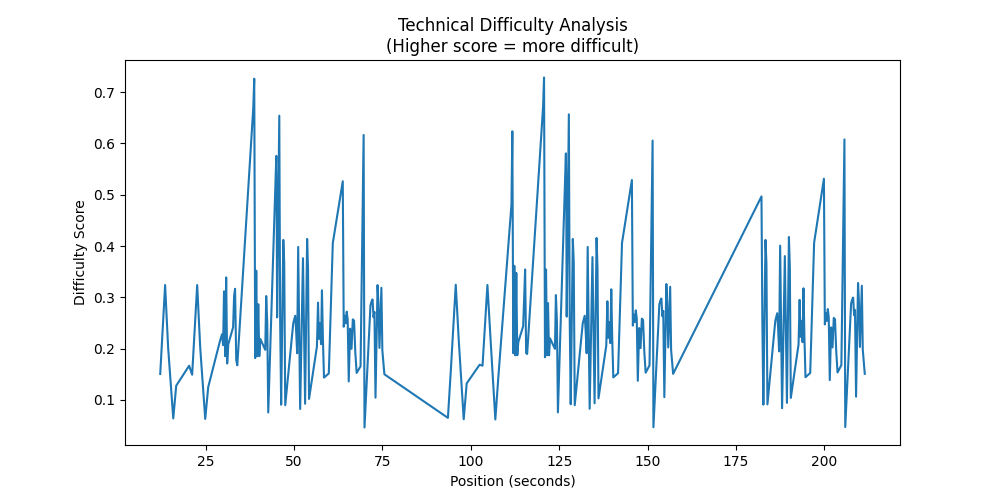 Technical Difficulty Analysis
(Higher score = more difficult)
Difficulty Score
0.7
0.6
0.5
0.4
0.3
0.2
0.1
25 50 75 100 125 150 175 200
Position (seconds)